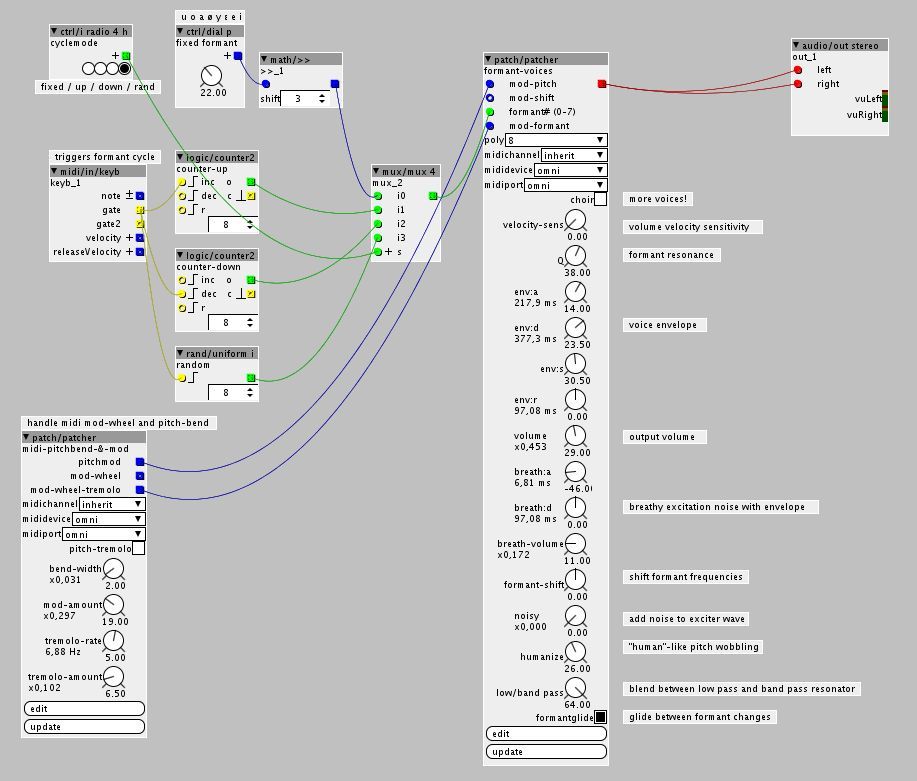 u o a ø y ɛ e i
ctrl/i radio 4 h
cyclemode
+
fixed / up / down / rand
ctrl/dial p
fixed formant
+
22.00
math/>>
>>_1
shift 3
triggers formant cycle
midi/in/keyb
keyb_1
note ±
gate
gate2
velocity +
releaseVelocity +
logic/counter2
counter-up
inc o
dec c
r
8
logic/counter2
counter-down
inc o
dec c
r
8
rand/uniform i
random
8
mux/mux 4
mux_2
i0
i1
i2
i3
+ s
handle midi mod-wheel and pitch-bend
patch/patcher
midi-pitchbend-&-mod
pitchmod
mod-wheel
mod-wheel-tremolo
midichannel inherit
mididevice omni
midiport omni
pitch-tremolo
bend-width
x0,031
2.00
mod-amount
x0,297
19.00
tremolo-rate
6,88 Hz
5.00
tremolo-amount
x0,102
6.50
edit
update
patch/patcher
formant-voices
mod-pitch
mod-shift
formant# (0-7)
mod-formant
poly 8
midichannel inherit
mididevice omni
midiport omni
choir
more voices!
velocity-sens
0.00
volume velocity sensitivity
Q
38.00
formant resonance
env:a
217,9 ms
14.00
env:d
377,3 ms
23.50
voice envelope
env:s
30.50
env:r
97,08 ms
0.00
volume
x0,453
29.00
output volume
breath:a
6,81 ms
-46.00
breath:d
97,08 ms
0.00
breathy excitation noise with envelope
breath-volume
x0,172
11.00
formant-shift
0.00
shift formant frequencies
noisy
x0,000
0.00
add noise to exciter wave
humanize
26.00
"human"-like pitch wobbling
low/band pass
64.00
blend between low pass and band pass resonator
formantglide
glide between formant changes
edit
update
audio/out stereo
out_1
left
right
vuLeft
vuRight